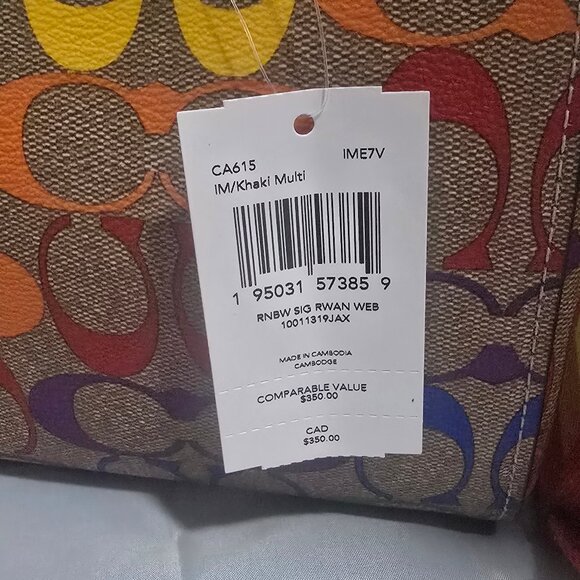 CA615 IME7V
IM/Khaki Multi
1 95031 57385 9
RNBW SIG RWAN WEB
10011319JAX
MADE IN CAMBODIA
CAMBODGE
COMPARABLE VALUE
$350.00
CAD
$350.00